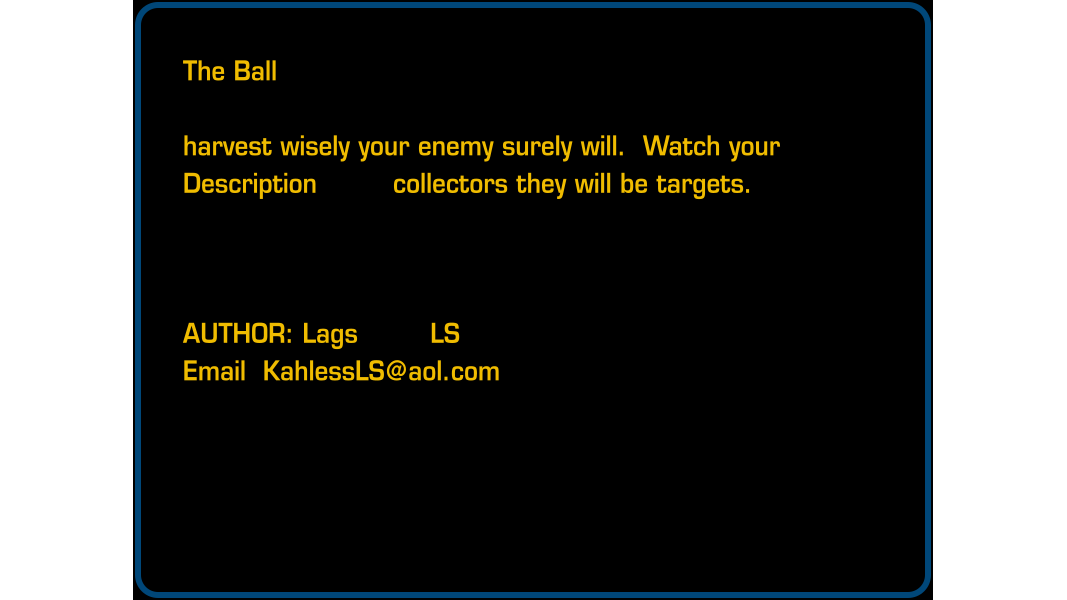 The Ball
harvest wisely your enemy surely will.  Watch your
Description          collectors they will be targets.
AUTHOR: Lags         LS
Email  KahlessLS@aol.com